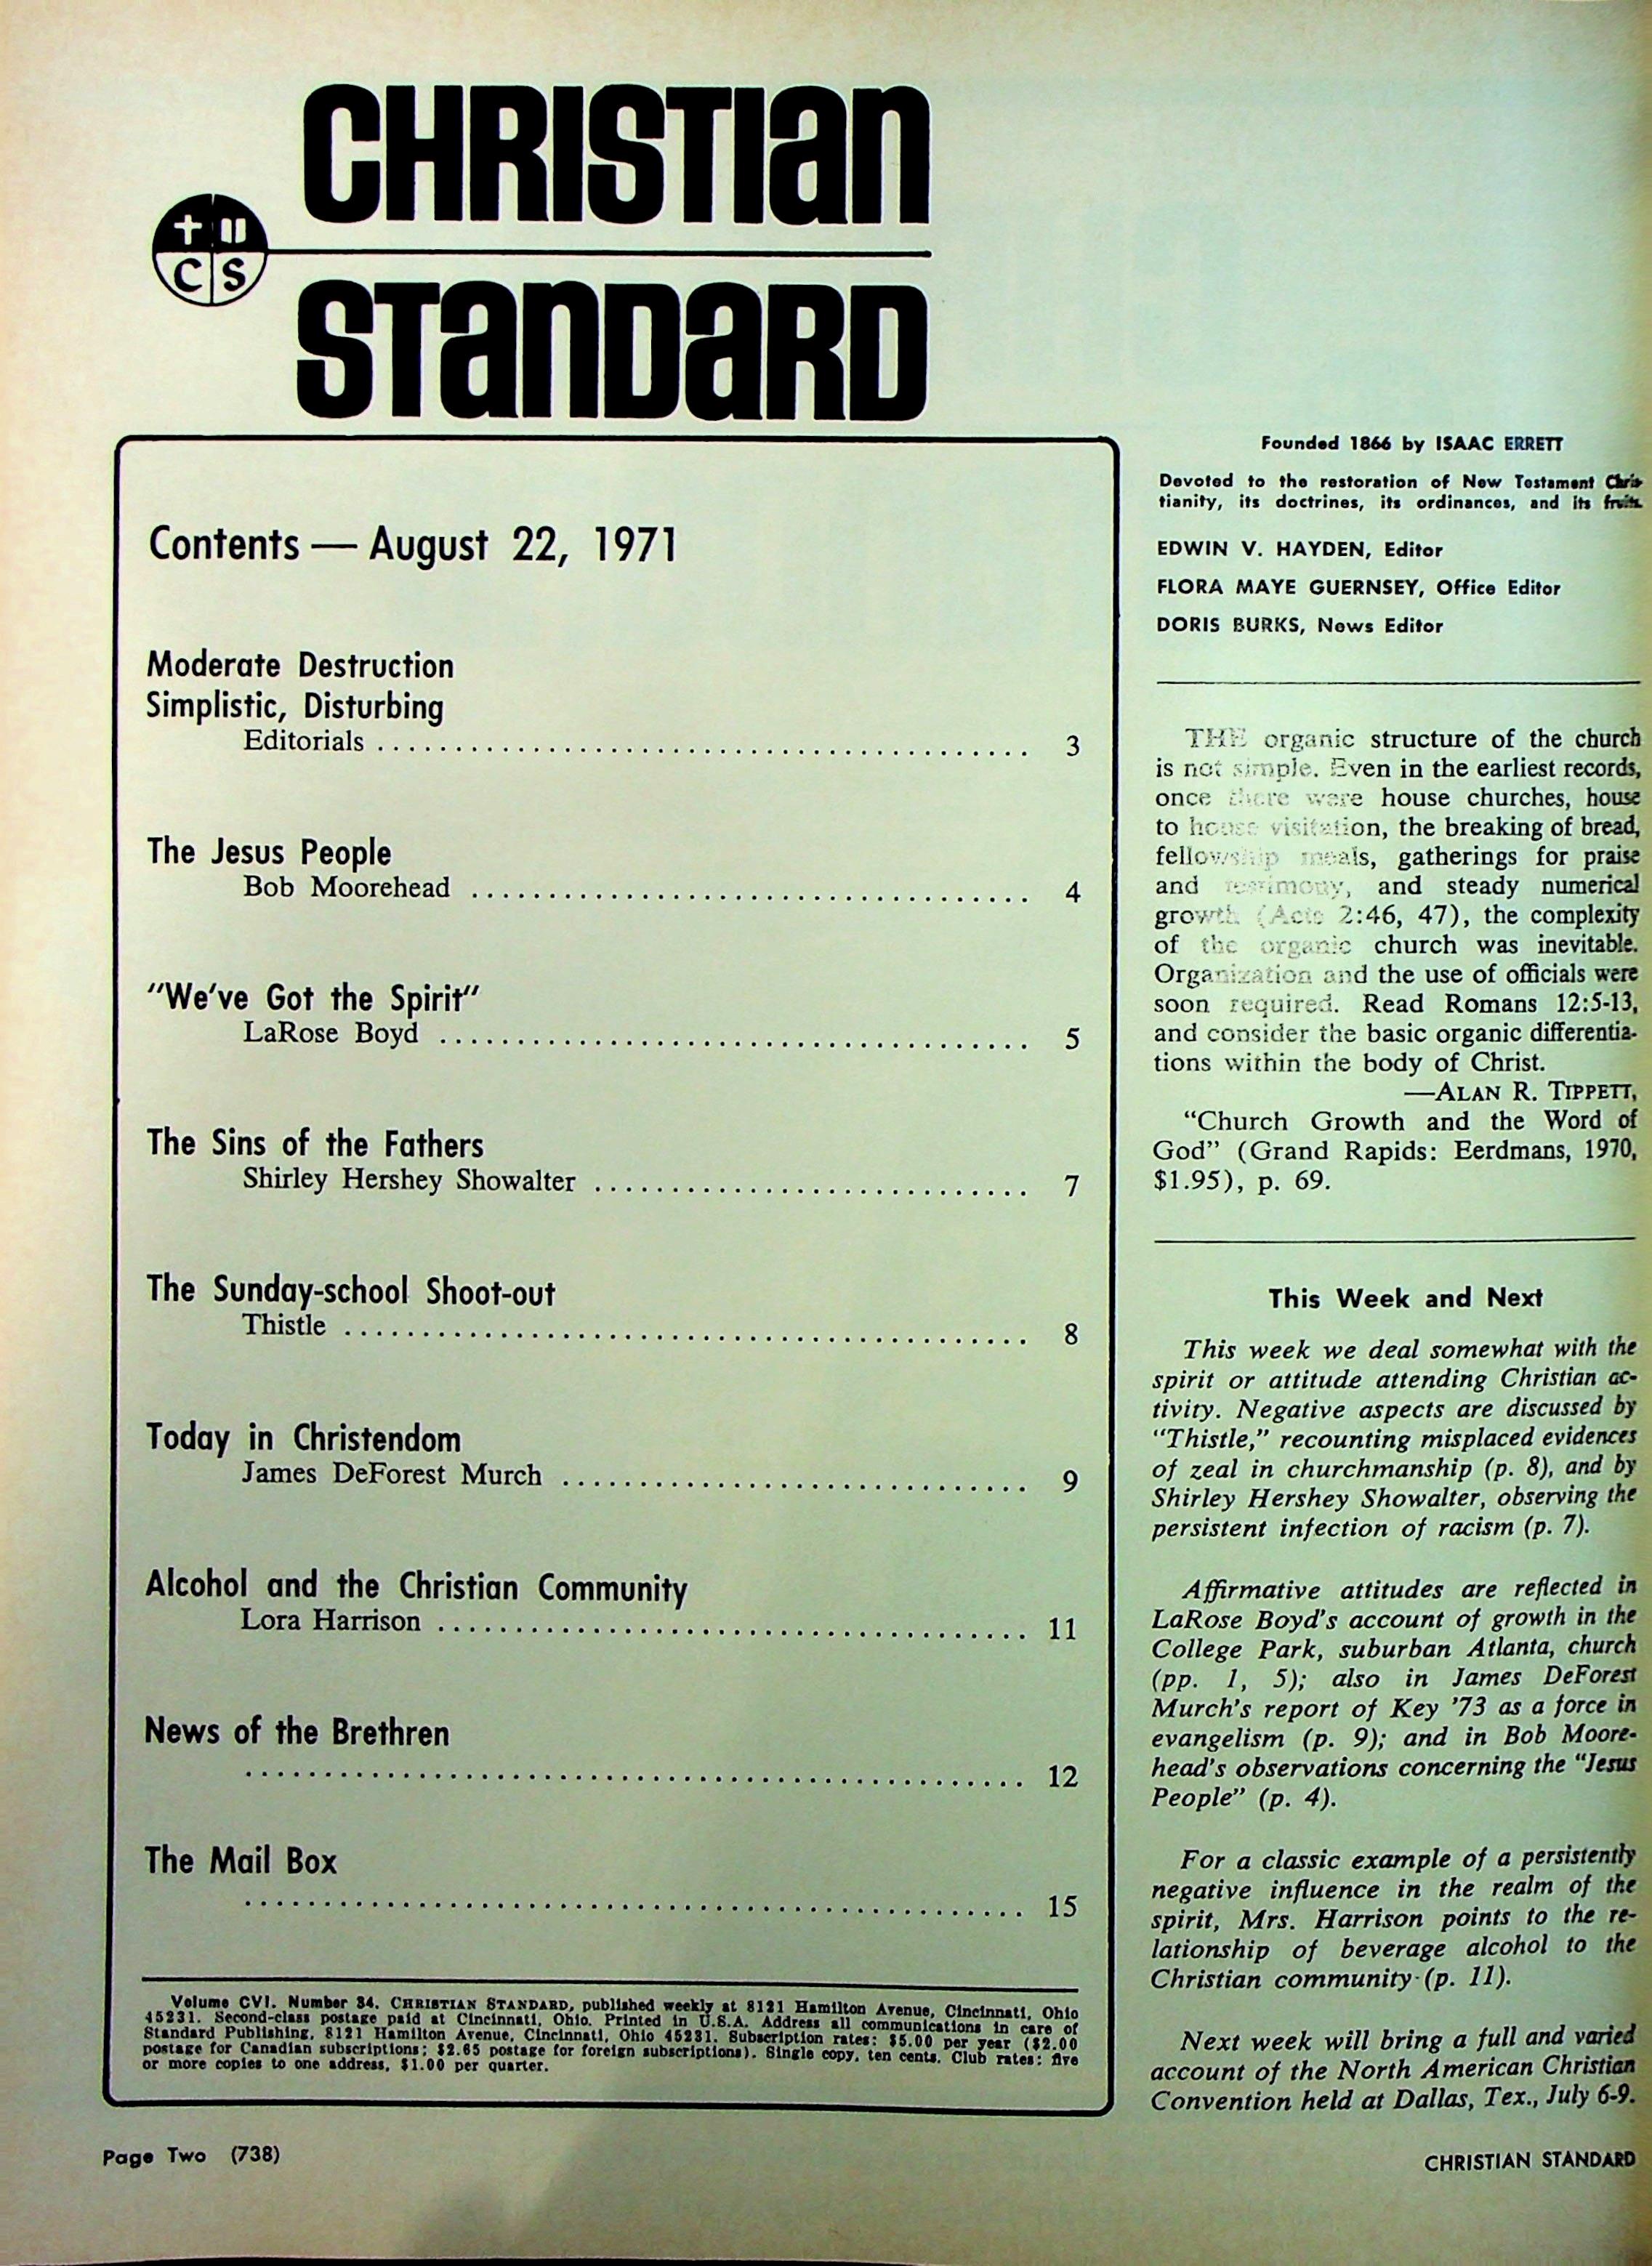 CHRISTIAN
STANDARD
C S
Contents — August 22, 1971
Moderate Destruction
Simplistic, Disturbing
Editorials ........................................ 3
The Jesus People
Bob Moorehead .................................... 4
"We've Got the Spirit"
LaRose Boyd ...................................... 5
The Sins of the Fathers
Shirley Hershey Showalter ............................ 7
The Sunday-school Shoot-out
Thistle ............................................ 8
Today in Christendom
James DeForest Murch .............................. 9
Alcohol and the Christian Community
Lora Harrison ...................................... 11
News of the Brethren
.................................................. 12
The Mail Box
.................................................. 15
Volume CVI. Number 34. CHRISTIAN STANDARD, published weekly at 8121 Hamilton Avenue, Cincinnati, Ohio
45231. Second-class postage paid at Cincinnati, Ohio. Printed in U.S.A. Address all communications in care of
Standard Publishing, 8121 Hamilton Avenue, Cincinnati, Ohio 45231. Subscription rates: $5.00 per year ($2.00
postage for Canadian subscriptions; $2.65 postage for foreign subscriptions). Single copy, ten cents. Club rates: five
or more copies to one address, $1.00 per quarter.
Founded 1866 by ISAAC ERRETT
Devoted to the restoration of New Testament Chris-
tianity, its doctrines, its ordinances, and its fruits.
EDWIN V. HAYDEN, Editor
FLORA MAYE GUERNSEY, Office Editor
DORIS BURKS, News Editor
THE organic structure of the church
is not simple. Even in the earliest records,
once there were house churches, house
to house visitation, the breaking of bread,
fellowship meals, gatherings for praise
and testimony, and steady numerical
growth (Acts 2:46, 47), the complexity
of the organic church was inevitable.
Organization and the use of officials were
soon required. Read Romans 12:5-13,
and consider the basic organic differentia-
tions within the body of Christ.
—ALAN R. TIPPETT,
"Church Growth and the Word of
God" (Grand Rapids: Eerdmans, 1970,
$1.95), p. 69.
This Week and Next
This week we deal somewhat with the
spirit or attitude attending Christian ac-
tivity. Negative aspects are discussed by
"Thistle," recounting misplaced evidences
of zeal in churchmanship (p. 8), and by
Shirley Hershey Showalter, observing the
persistent infection of racism (p. 7).
Affirmative attitudes are reflected in
LaRose Boyd's account of growth in the
College Park, suburban Atlanta, church
(pp. 1, 5); also in James DeForest
Murch's report of Key '73 as a force in
evangelism (p. 9); and in Bob Moore-
head's observations concerning the "Jesus
People" (p. 4).
For a classic example of a persistently
negative influence in the realm of the
spirit, Mrs. Harrison points to the re-
lationship of beverage alcohol to the
Christian community (p. 11).
Next week will bring a full and varied
account of the North American Christian
Convention held at Dallas, Tex., July 6-9.
Page Two (738)
CHRISTIAN STANDARD